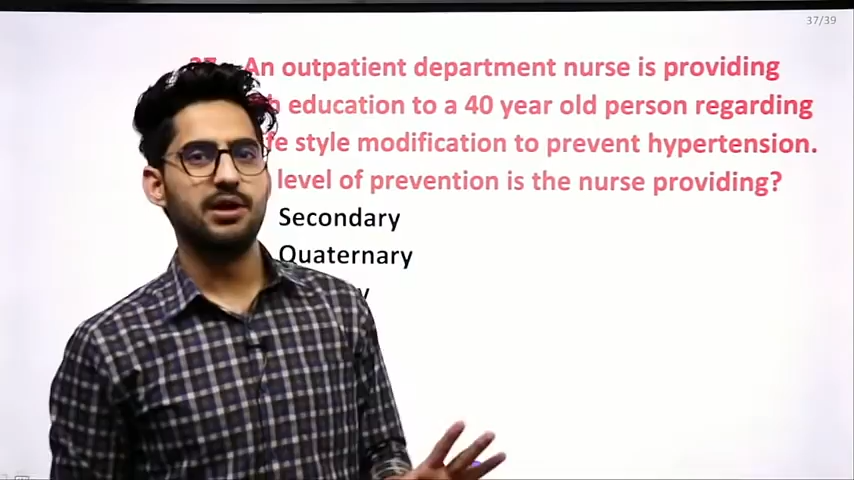 37/39
An outpatient department nurse is providing
education to a 40 year old person regarding
style modification to prevent hypertension.
level of prevention is the nurse providing?
Secondary
Quaternary